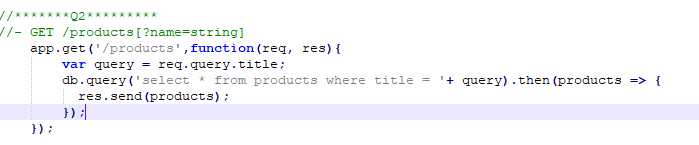 //*******Q2*********
//- GET /products[?name=string]
app.get('/products',function(req, res){
var query = req.query.title;
db.query('select * from products where title = '+ query).then(products => {
res.send(products);
});
});